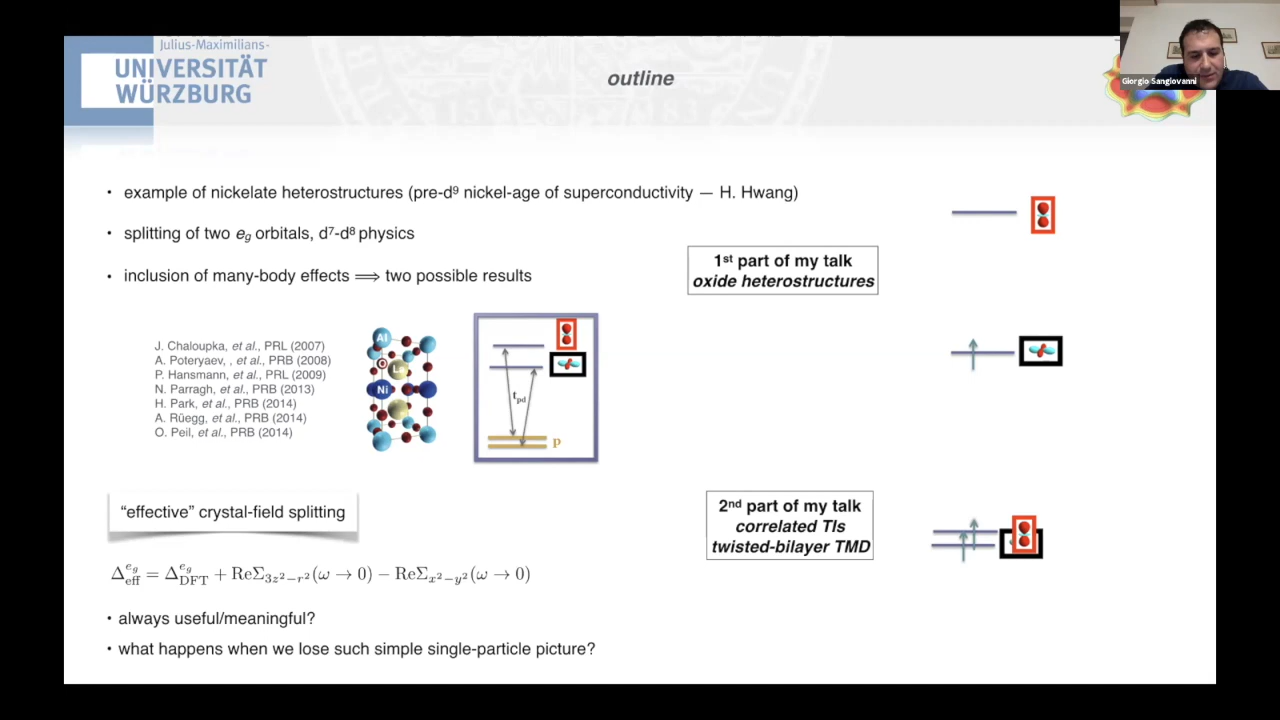 Julius-Maximilians-
UNIVERSITÄT
WÜRZBURG
outline
Giorgio Sangiovanni
• example of nickelate heterostructures (pre-d⁹ nickel-age of superconductivity — H. Hwang)
• splitting of two e_g orbitals, d⁷-d⁸ physics
• inclusion of many-body effects ⟹ two possible results
1st part of my talk
oxide heterostructures
J. Chaloupka, et al., PRL (2007)
A. Poteryaev, , et al., PRB (2008)
P. Hansmann, et al., PRL (2009)
N. Parragh, et al., PRB (2013)
H. Park, et al., PRB (2014)
A. Rüegg, et al., PRB (2014)
O. Peil, et al., PRB (2014)
Al
O
La
Ni
t_pd
p
"effective" crystal-field splitting
2nd part of my talk
correlated TIs
twisted-bilayer TMD
Δ_eff^{e_g} = Δ_DFT^{e_g} + ReΣ_{3z²−r²}(ω → 0) − ReΣ_{x²−y²}(ω → 0)
• always useful/meaningful?
• what happens when we lose such simple single-particle picture?